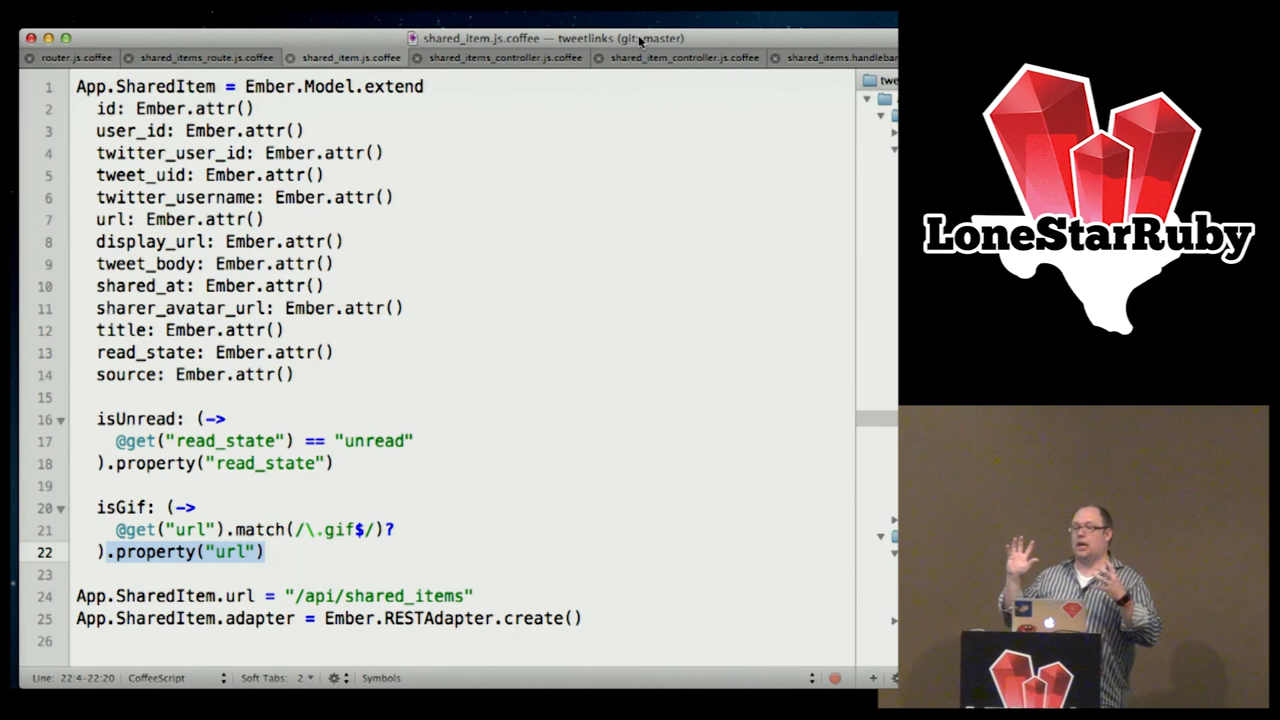 shared_item.js.coffee — tweetlinks (git: master)
router.js.coffee shared_items_route.js.coffee shared_item.js.coffee shared_items_controller.js.coffee shared_item_controller.js.coffee shared_items.handlebar
1 App.SharedItem = Ember.Model.extend
2 id: Ember.attr()
3 user_id: Ember.attr()
4 twitter_user_id: Ember.attr()
5 tweet_uid: Ember.attr()
6 twitter_username: Ember.attr()
7 url: Ember.attr()
8 display_url: Ember.attr()
9 tweet_body: Ember.attr()
10 shared_at: Ember.attr()
11 sharer_avatar_url: Ember.attr()
12 title: Ember.attr()
13 read_state: Ember.attr()
14 source: Ember.attr()
15
16 isUnread: (->
17 @get("read_state") == "unread"
18 ).property("read_state")
19
20 isGif: (->
21 @get("url").match(/\.gif$/)?
22 ).property("url")
23
24 App.SharedItem.url = "/api/shared_items"
25 App.SharedItem.adapter = Ember.RESTAdapter.create()
26
Line: 22:4-22:20 CoffeeScript Soft Tabs: 2 Symbols
twe
LoneStarRuby